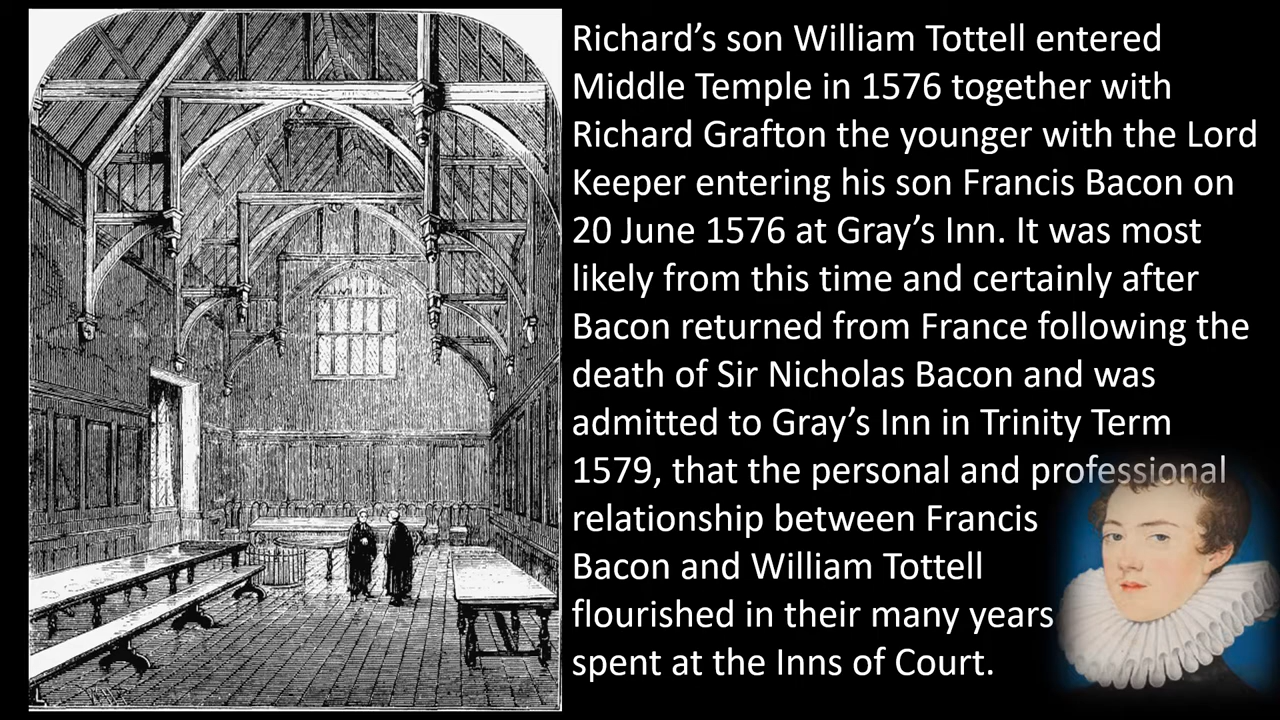 Richard’s son William Tottell entered
Middle Temple in 1576 together with
Richard Grafton the younger with the Lord
Keeper entering his son Francis Bacon on
20 June 1576 at Gray’s Inn. It was most
likely from this time and certainly after
Bacon returned from France following the
death of Sir Nicholas Bacon and was
admitted to Gray’s Inn in Trinity Term
1579, that the personal and professional
relationship between Francis
Bacon and William Tottell
flourished in their many years
spent at the Inns of Court.